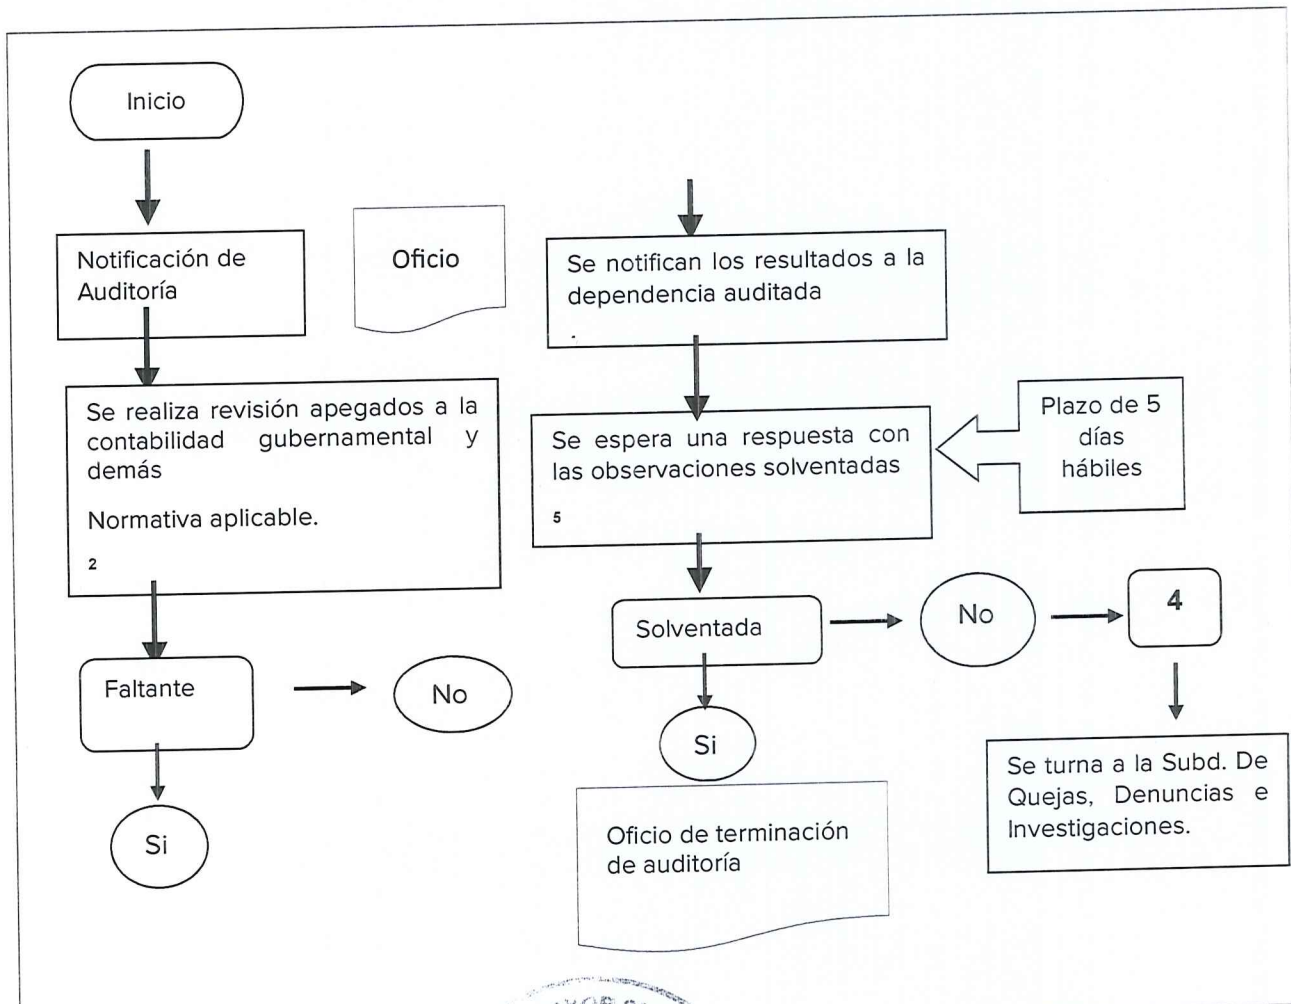 Inicio
Notificación de
Auditoría
Oficio
Se realiza revisión apegados a la
contabilidad gubernamental y
demás
Normativa aplicable.
2
Faltante
No
Si
Se notifican los resultados a la
dependencia auditada
Se espera una respuesta con
las observaciones solventadas
5
Plazo de 5
días
hábiles
Solventada
No
4
Si
Oficio de terminación
de auditoría
Se turna a la Subd. De
Quejas, Denuncias e
Investigaciones.